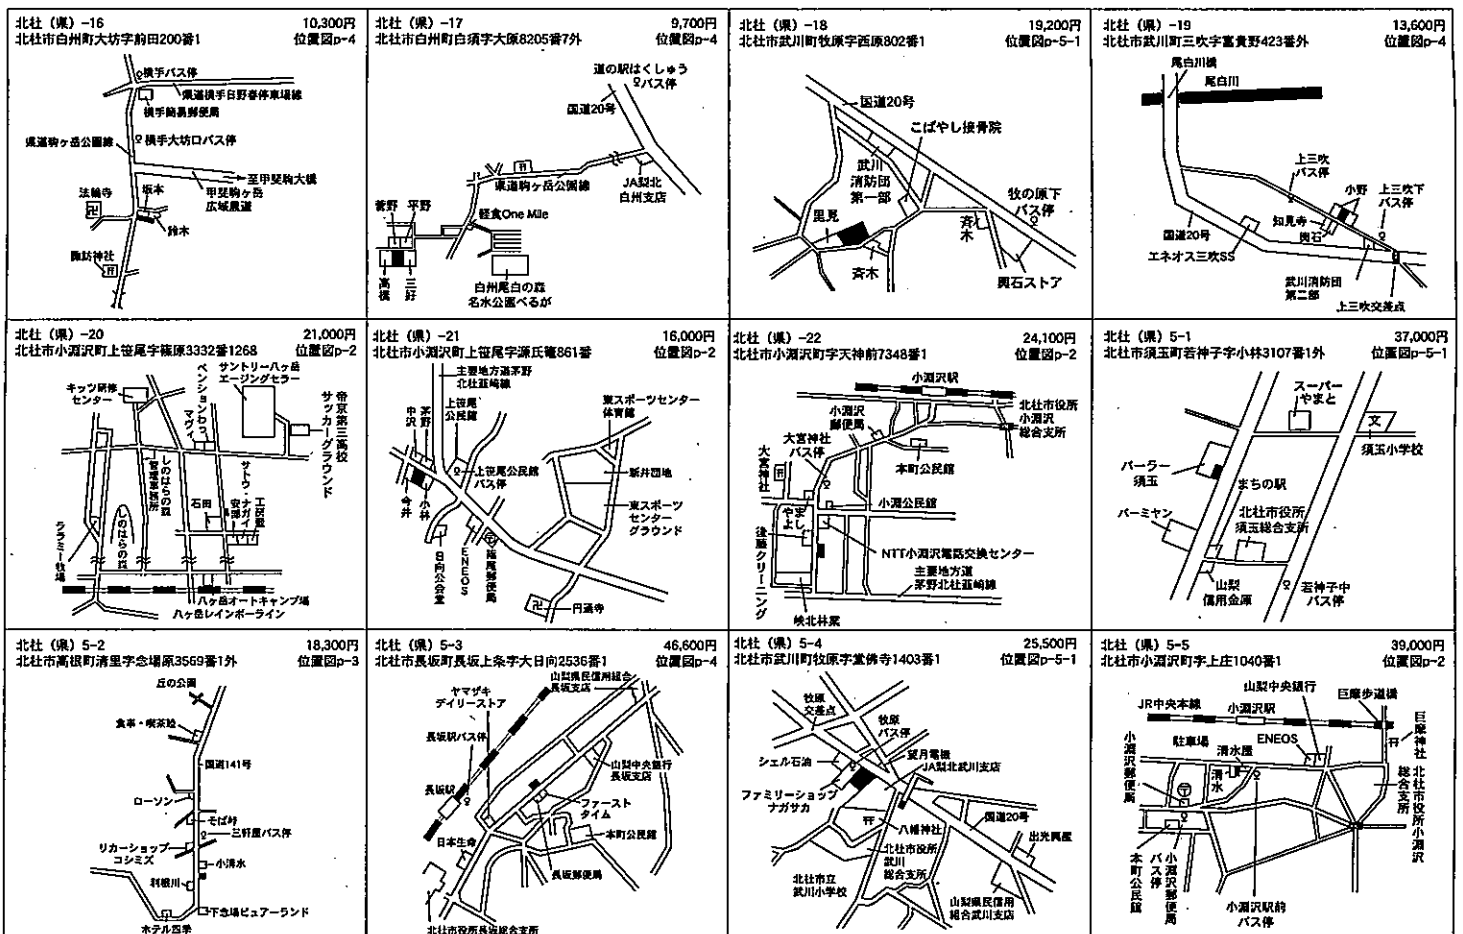 北杜（県）-16 10,300円
北杜市白州町大坊字前田200番1 位置図p-4
横手バス停
県道横手日野春停車場線
横手簡易郵便局
県道駒ヶ岳公園線
横手大坊口バス停
至甲斐駒大橋
甲斐駒ヶ岳
広域農道
法輪寺
坂本
鈴木
諏訪神社
北杜（県）-17 9,700円
北杜市白州町白須字大原8205番7外 位置図p-4
道の駅はくしゅう
バス停
国道20号
県道駒ヶ岳公園線
JA梨北
白州支店
菅野 平野
軽食One Mile
高橋
三好
白州尾白の森
名水公園べるが
北杜（県）-18 19,200円
北杜市武川町牧原字西原802番1 位置図p-5-1
国道20号
こばやし接骨院
武川
消防団
第一部
牧の原下
バス停
里見
斉木
斉木
輿石ストア
北杜（県）-19 13,600円
北杜市武川町三吹字富貴野423番外 位置図p-4
尾白川橋
尾白川
上三吹
バス停
小野
上三吹下
バス停
知見寺
輿石
国道20号
エネオス三吹SS
武川消防団
第二部
上三吹交差点
北杜（県）-20 21,000円
北杜市小淵沢町上笹尾字篠原3332番1268 位置図p-2
キッツ研修
センター
ペンションわっ
マヴィ
サントリー八ヶ岳
エージングセラー
帝京第三高校
サッカーグラウンド
しのはらの森
管理事務所
石田
サトウ・ナガイ
安部
ララミー牧場
しのはらの森
八ヶ岳オートキャンプ場
八ヶ岳レインボーライン
北杜（県）-21 16,000円
北杜市小淵沢町上笹尾字源氏窪861番 位置図p-2
主要地方道茅野
北杜韮崎線
中沢
茅野
上笹尾
公民館
東スポーツセンター
体育館
上笹尾公民館
バス停
新井団地
今井
小林
東スポーツ
センター
グラウンド
日向公会堂
ENEOS
篠尾郵便局
円通寺
北杜（県）-22 24,100円
北杜市小淵沢町字天神前7348番1 位置図p-2
小淵沢駅
北杜市役所
小淵沢
総合支所
小淵沢
郵便局
大宮神社
バス停
大宮神社
本町公民館
小淵公民館
ましやよ
NTT小淵沢電話交換センター
後藤クリーニング
主要地方道
茅野北杜韮崎線
峡北林業
北杜（県）5-1 37,000円
北杜市須玉町若神子字小林3107番1外 位置図p-5-1
スーパー
やまと
文
須玉小学校
パーラー
須玉
まちの駅
北杜市役所
須玉総合支所
バーミヤン
山梨
信用金庫
若神子中
バス停
北杜（県）5-2 18,300円
北杜市高根町清里字念場原3569番1外 位置図p-3
丘の公園
食事・喫茶睦
国道141号
ローソン
そば峠
三軒屋バス停
リカーショップ
コシミズ
小清水
利根川
下念場ピュアーランド
ホテル四季
北杜（県）5-3 46,600円
北杜市長坂町長坂上条字大日向2536番1 位置図p-4
山梨県民信用組合
長坂支店
ヤマザキ
デイリーストア
長坂駅バス停
山梨中央銀行
長坂支店
長坂駅
ファースト
タイム
本町公民館
日本生命
長坂郵便局
北杜市役所長坂総合支所
北杜（県）5-4 25,500円
北杜市武川町牧原字堂佛寺1403番1 位置図p-5-1
牧原
交差点
牧原
バス停
望月電機
シェル石油
JA梨北武川支店
ファミリーショップ
ナガサカ
国道20号
八幡神社
出光興産
北杜市役所
武川
総合支所
北杜市立
武川小学校
山梨県民信用
組合武川支店
北杜（県）5-5 39,000円
北杜市小淵沢町字上庄1040番1 位置図p-2
山梨中央銀行
巨摩歩道橋
JR中央本線
小淵沢駅
巨摩神社
駐車場
ENEOS
小淵沢郵便局
清水屋
清水
北杜市役所小淵沢
総合支所
本町公民館
小淵沢郵便局
バス停
小淵沢駅前
バス停